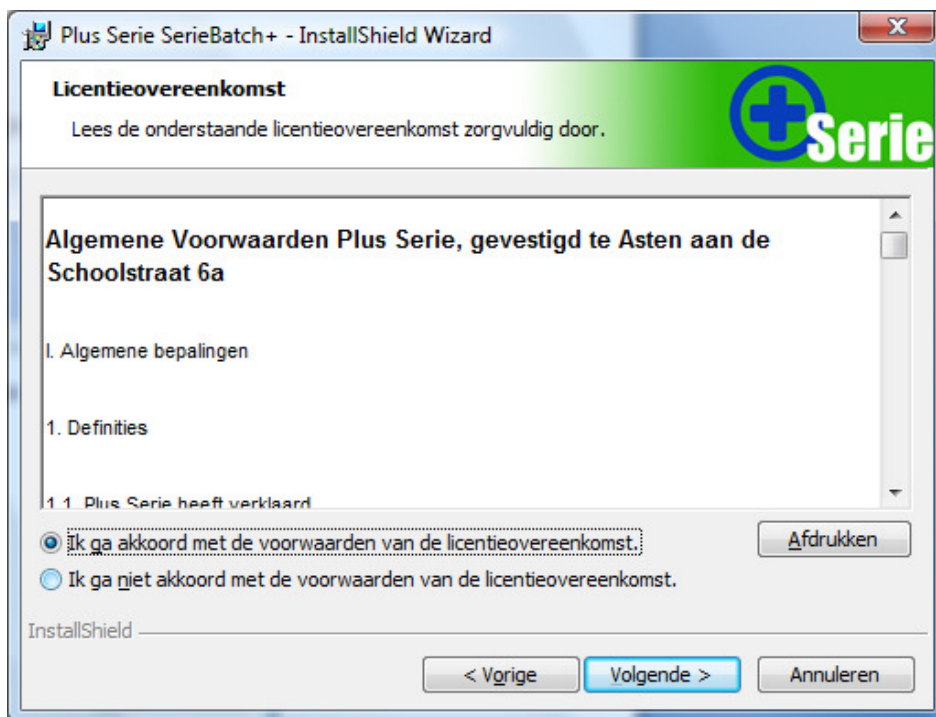 Plus Serie SerieBatch+ - InstallShield Wizard
Licentieovereenkomst
Lees de onderstaande licentieovereenkomst zorgvuldig door.
Serie
Algemene Voorwaarden Plus Serie, gevestigd te Asten aan de
Schoolstraat 6a
I. Algemene bepalingen
1. Definities
1.1. Plus Serie heeft verklaard
Ik ga akkoord met de voorwaarden van de licentieovereenkomst.
Afdrukken
Ik ga niet akkoord met de voorwaarden van de licentieovereenkomst.
InstallShield
< Vorige
Volgende >
Annuleren